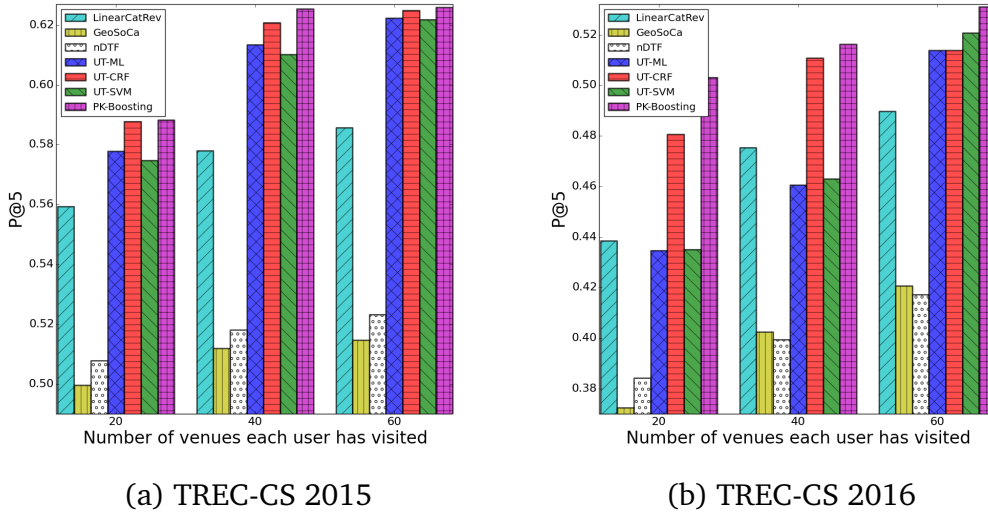 LinearCatRev
GeoSoCa
nDTF
UT-ML
UT-CRF
UT-SVM
PK-Boosting
0.62
0.60
0.58
0.56
0.54
0.52
0.50
P@5
20 40 60
Number of venues each user has visited
(a) TREC-CS 2015
LinearCatRev
GeoSoCa
nDTF
UT-ML
UT-CRF
UT-SVM
PK-Boosting
0.52
0.50
0.48
0.46
0.44
0.42
0.40
0.38
P@5
20 40 60
Number of venues each user has visited
(b) TREC-CS 2016